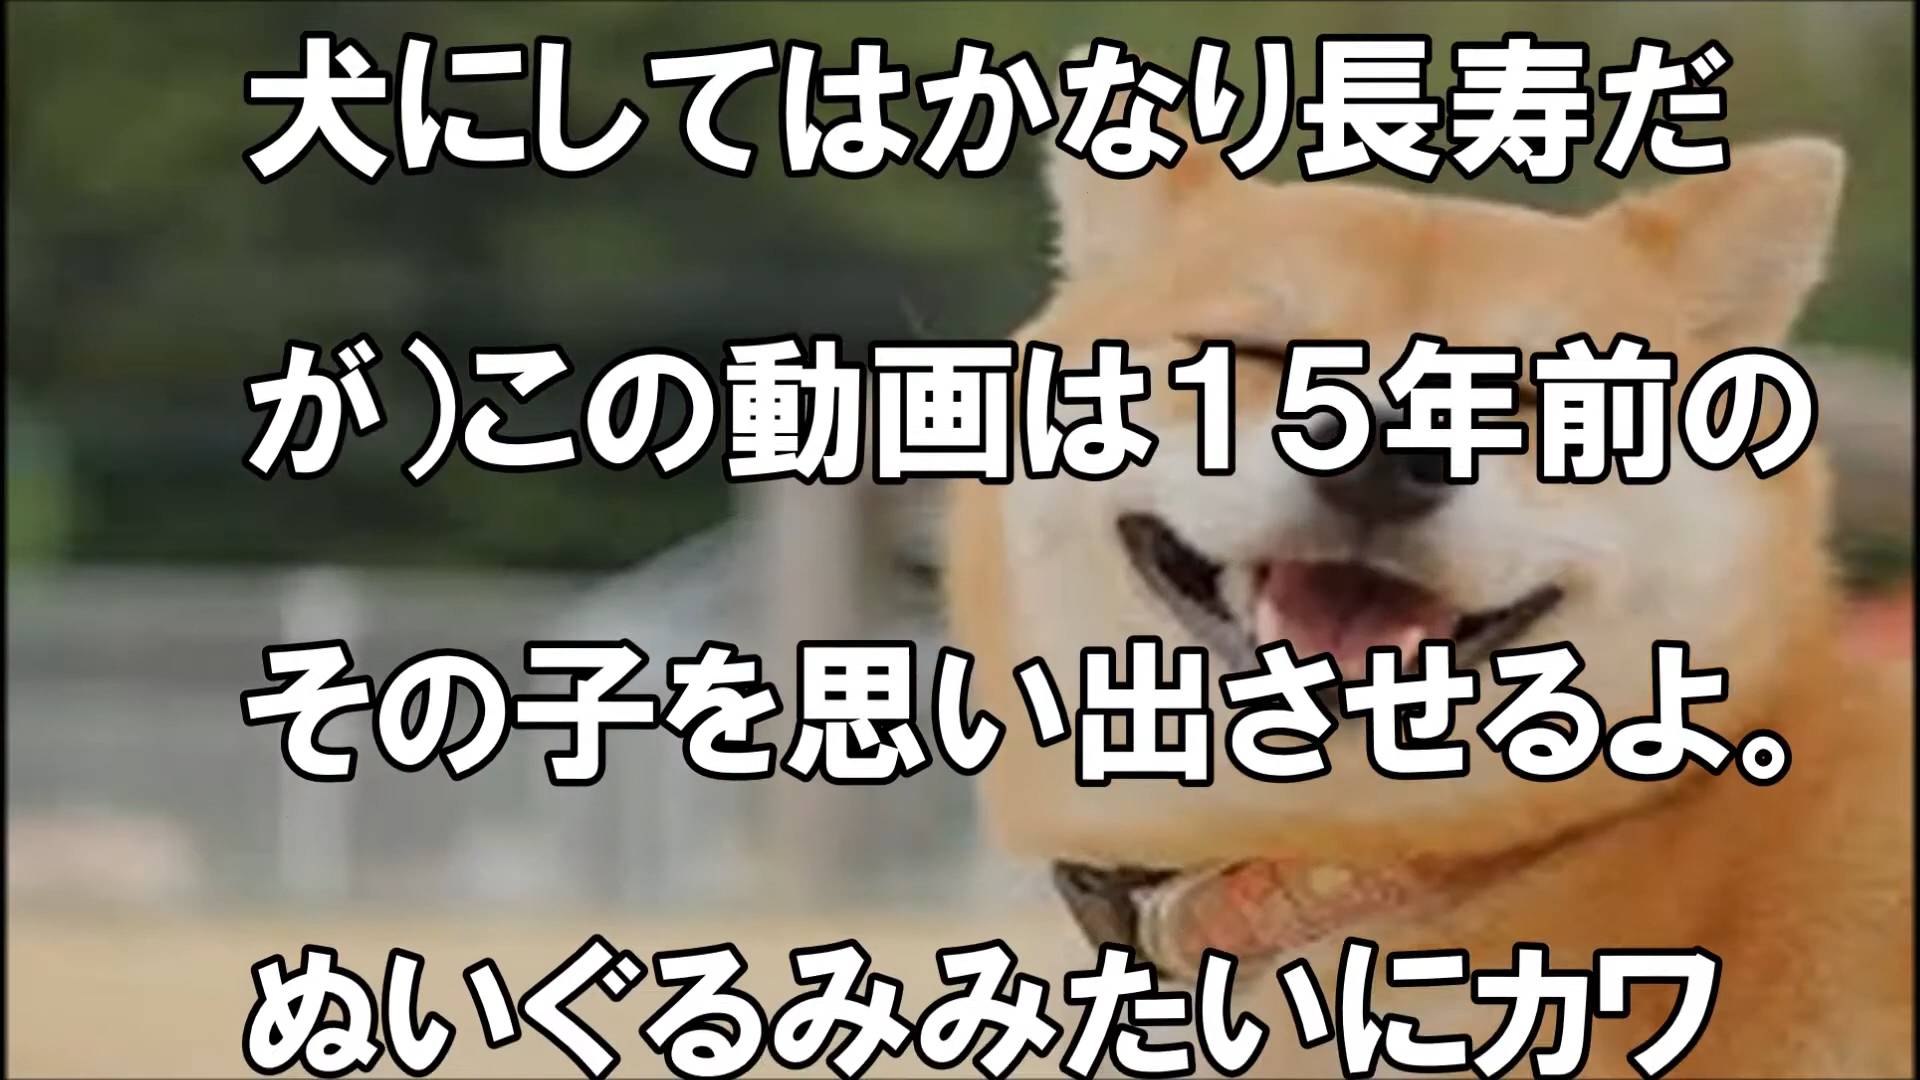 犬にしてはかなり長寿だ
が）この動画は１５年前の
その子を思い出させるよ。
ぬいぐるみみたいにカワ